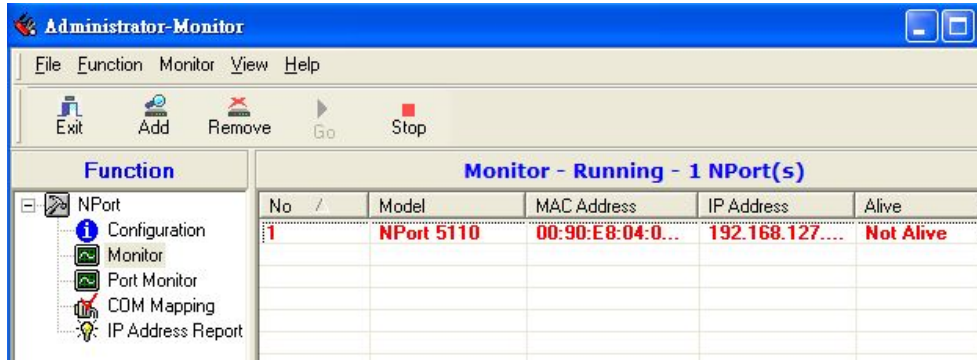 Administrator-Monitor
File Function Monitor View Help
Exit Add Remove Go Stop
Function
Monitor - Running - 1 NPort(s)
NPort
Configuration
Monitor
Port Monitor
COM Mapping
IP Address Report
No Model MAC Address IP Address Alive
1 NPort 5110 00:90:E8:04:0... 192.168.127.... Not Alive